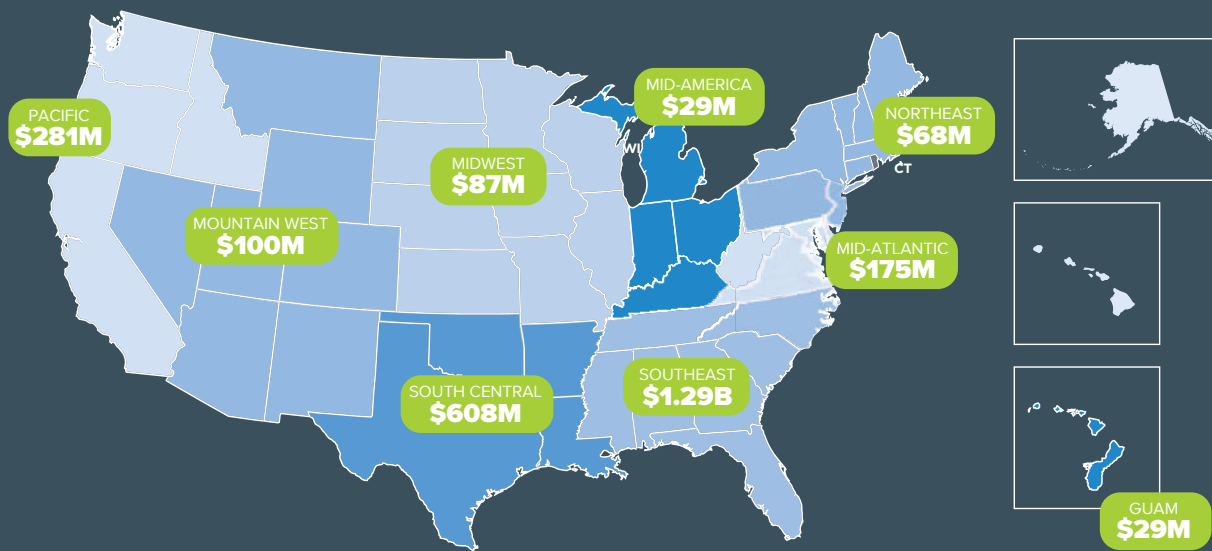 PACIFIC
$281M
MOUNTAIN WEST
$100M
MIDWEST
$87M
MID-AMERICA
$29M
WI
NORTHEAST
$68M
CT
MID-ATLANTIC
$175M
SOUTH CENTRAL
$608M
SOUTHEAST
$1.29B
GUAM
$29M